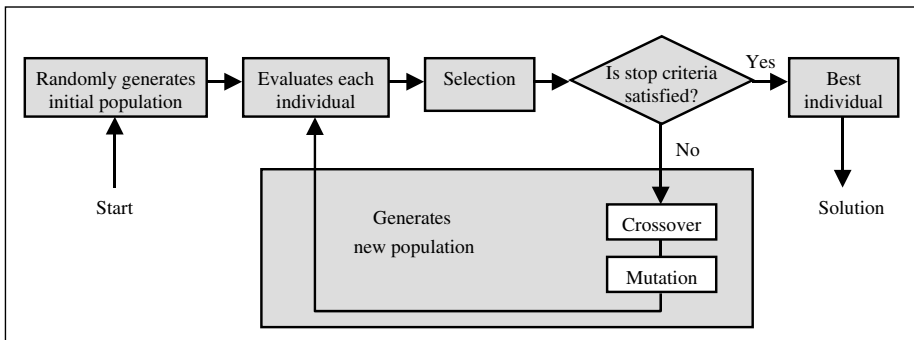 Randomly generates
initial population
Evaluates each
individual
Selection
Is stop criteria
satisfied?
Yes
Best
individual
No
Start
Solution
Generates
new population
Crossover
Mutation